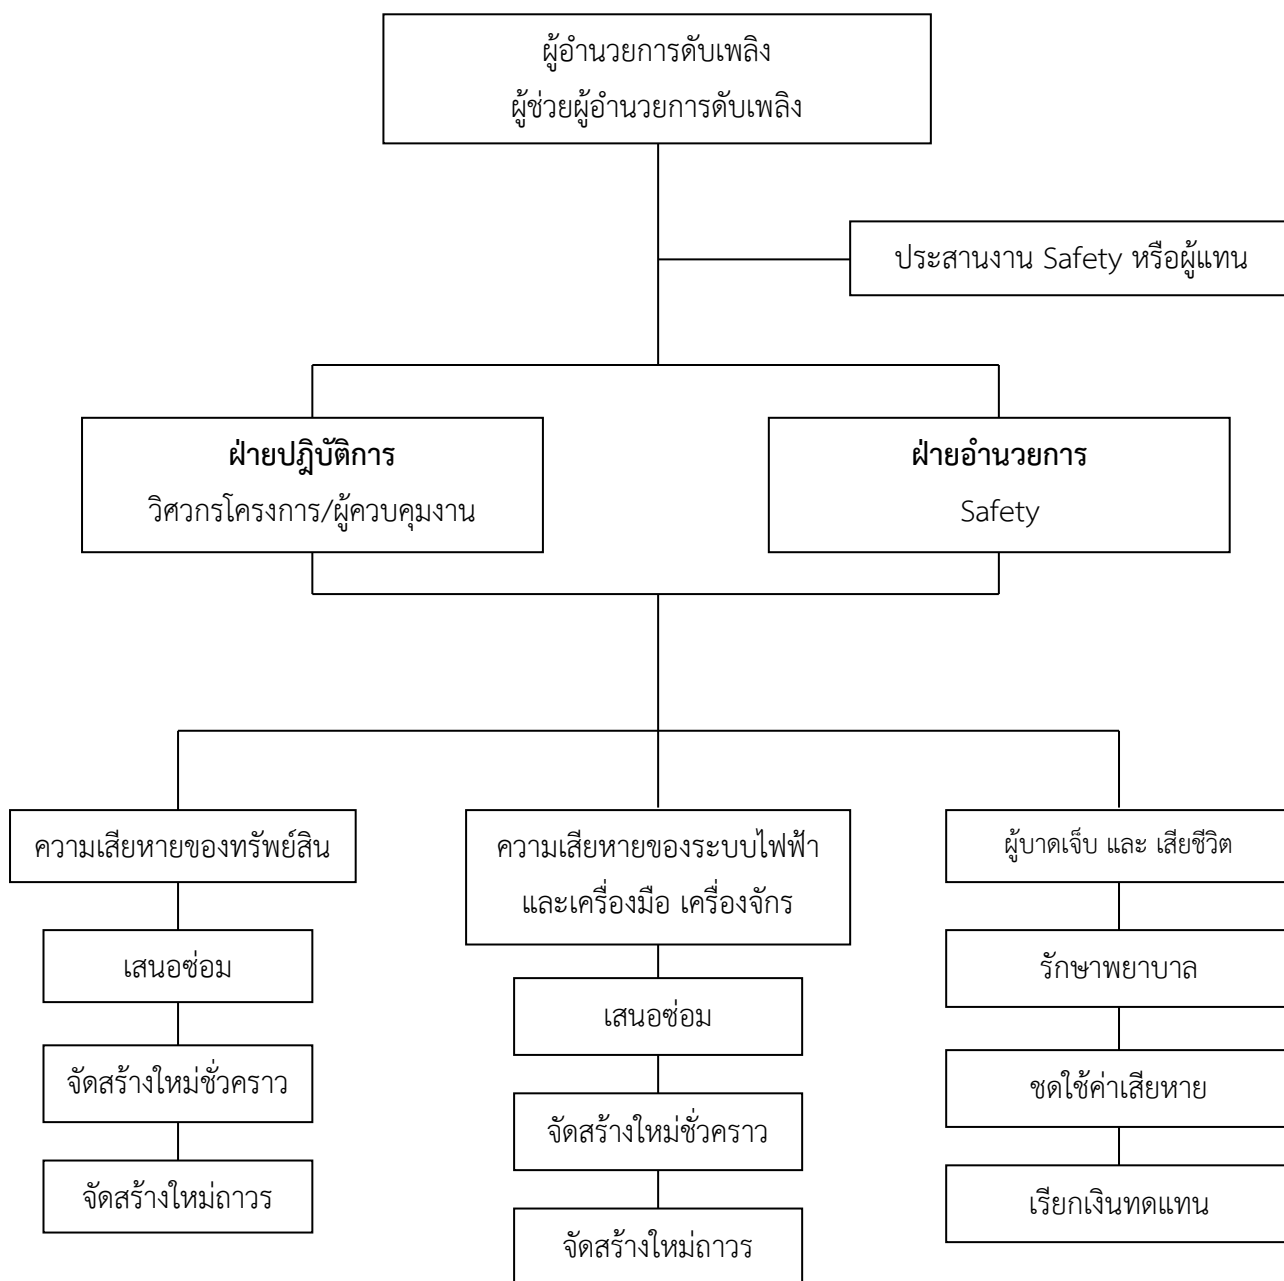 ผู้อำนวยการดับเพลิง
ผู้ช่วยผู้อำนวยการดับเพลิง
ประสานงาน Safety หรือผู้แทน
ฝ่ายปฎิบัติการ
วิศวกรโครงการ/ผู้ควบคุมงาน
ฝ่ายอำนวยการ
Safety
ความเสียหายของทรัพย์สิน
เสนอซ่อม
จัดสร้างใหม่ชั่วคราว
จัดสร้างใหม่ถาวร
ความเสียหายของระบบไฟฟ้า
และเครื่องมือ เครื่องจักร
เสนอซ่อม
จัดสร้างใหม่ชั่วคราว
จัดสร้างใหม่ถาวร
ผู้บาดเจ็บ และ เสียชีวิต
รักษาพยาบาล
ชดใช้ค่าเสียหาย
เรียกเงินทดแทน